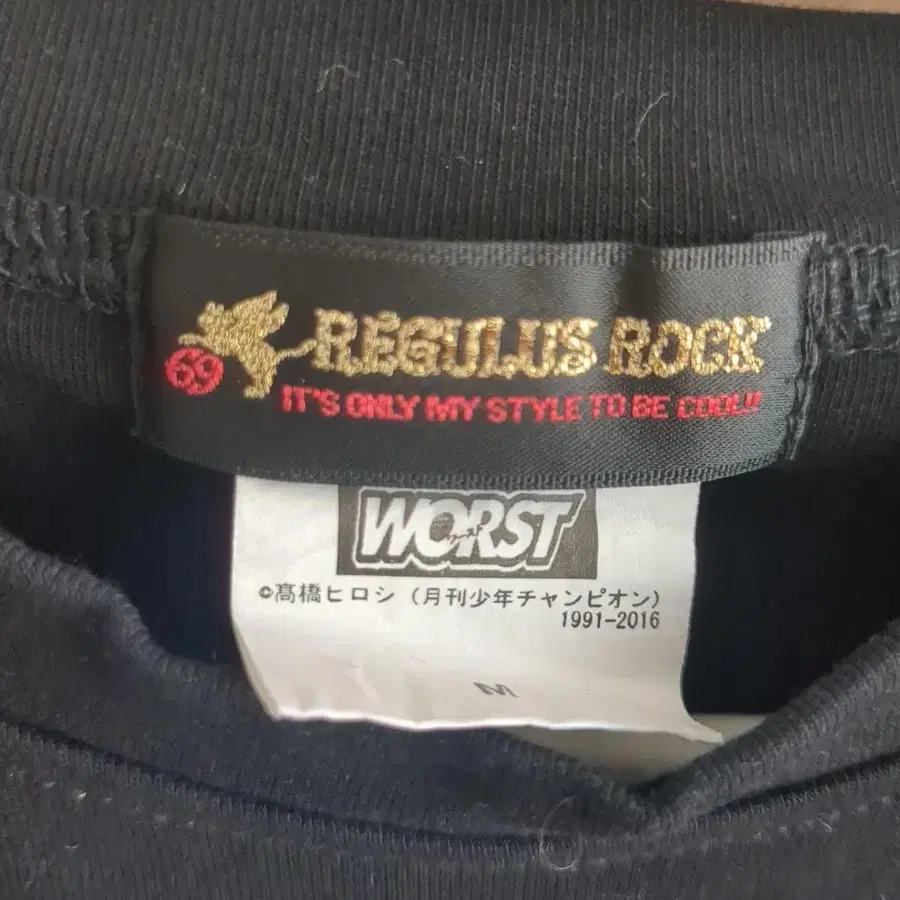 69 REGULUS ROCK
IT'S ONLY MY STYLE TO BE COOL!!
WORST
ワースト
©髙橋ヒロシ (月刊少年チャンピオン)
1991-2016
M